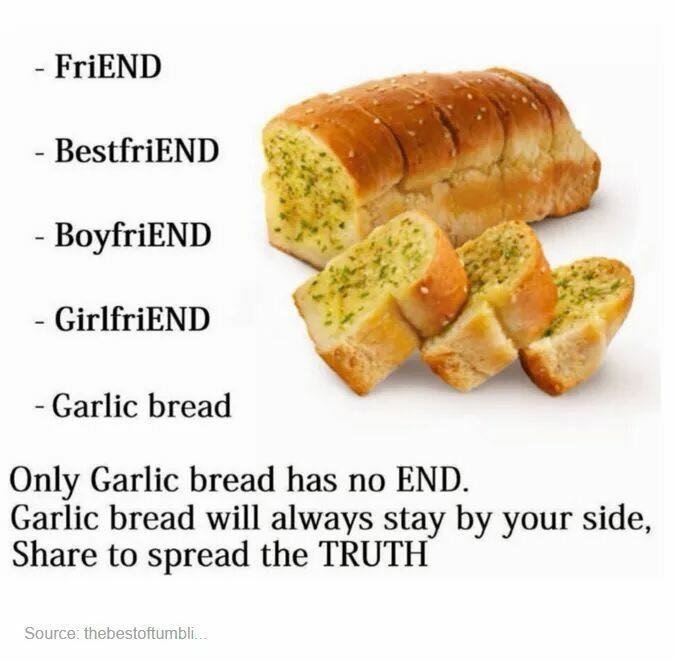 - FriEND
- BestfriEND
- BoyfriEND
- GirlfriEND
- Garlic bread
Only Garlic bread has no END.
Garlic bread will always stay by your side,
Share to spread the TRUTH
Source: thebestoftumbli...